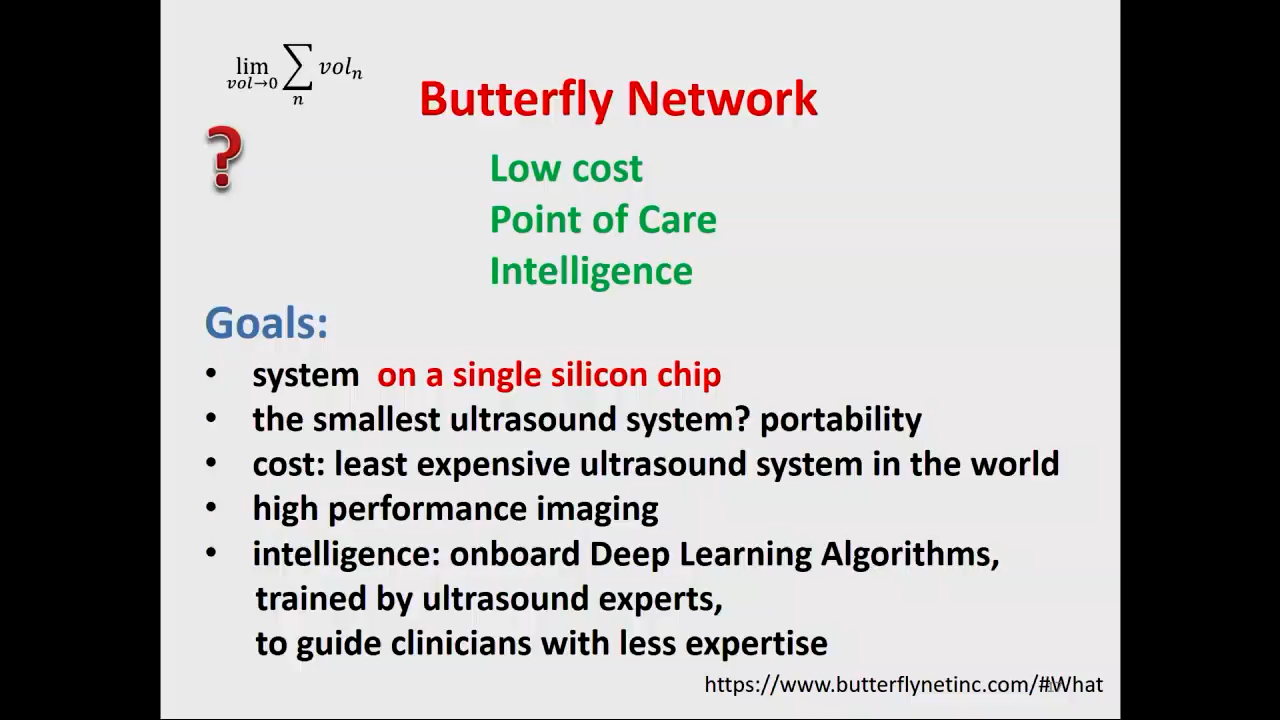 lim vol→0 ∑ n vol n
Butterfly Network
?
Low cost
Point of Care
Intelligence
Goals:
• system on a single silicon chip
• the smallest ultrasound system? portability
• cost: least expensive ultrasound system in the world
• high performance imaging
• intelligence: onboard Deep Learning Algorithms,
trained by ultrasound experts,
to guide clinicians with less expertise
https://www.butterflynetinc.com/#What